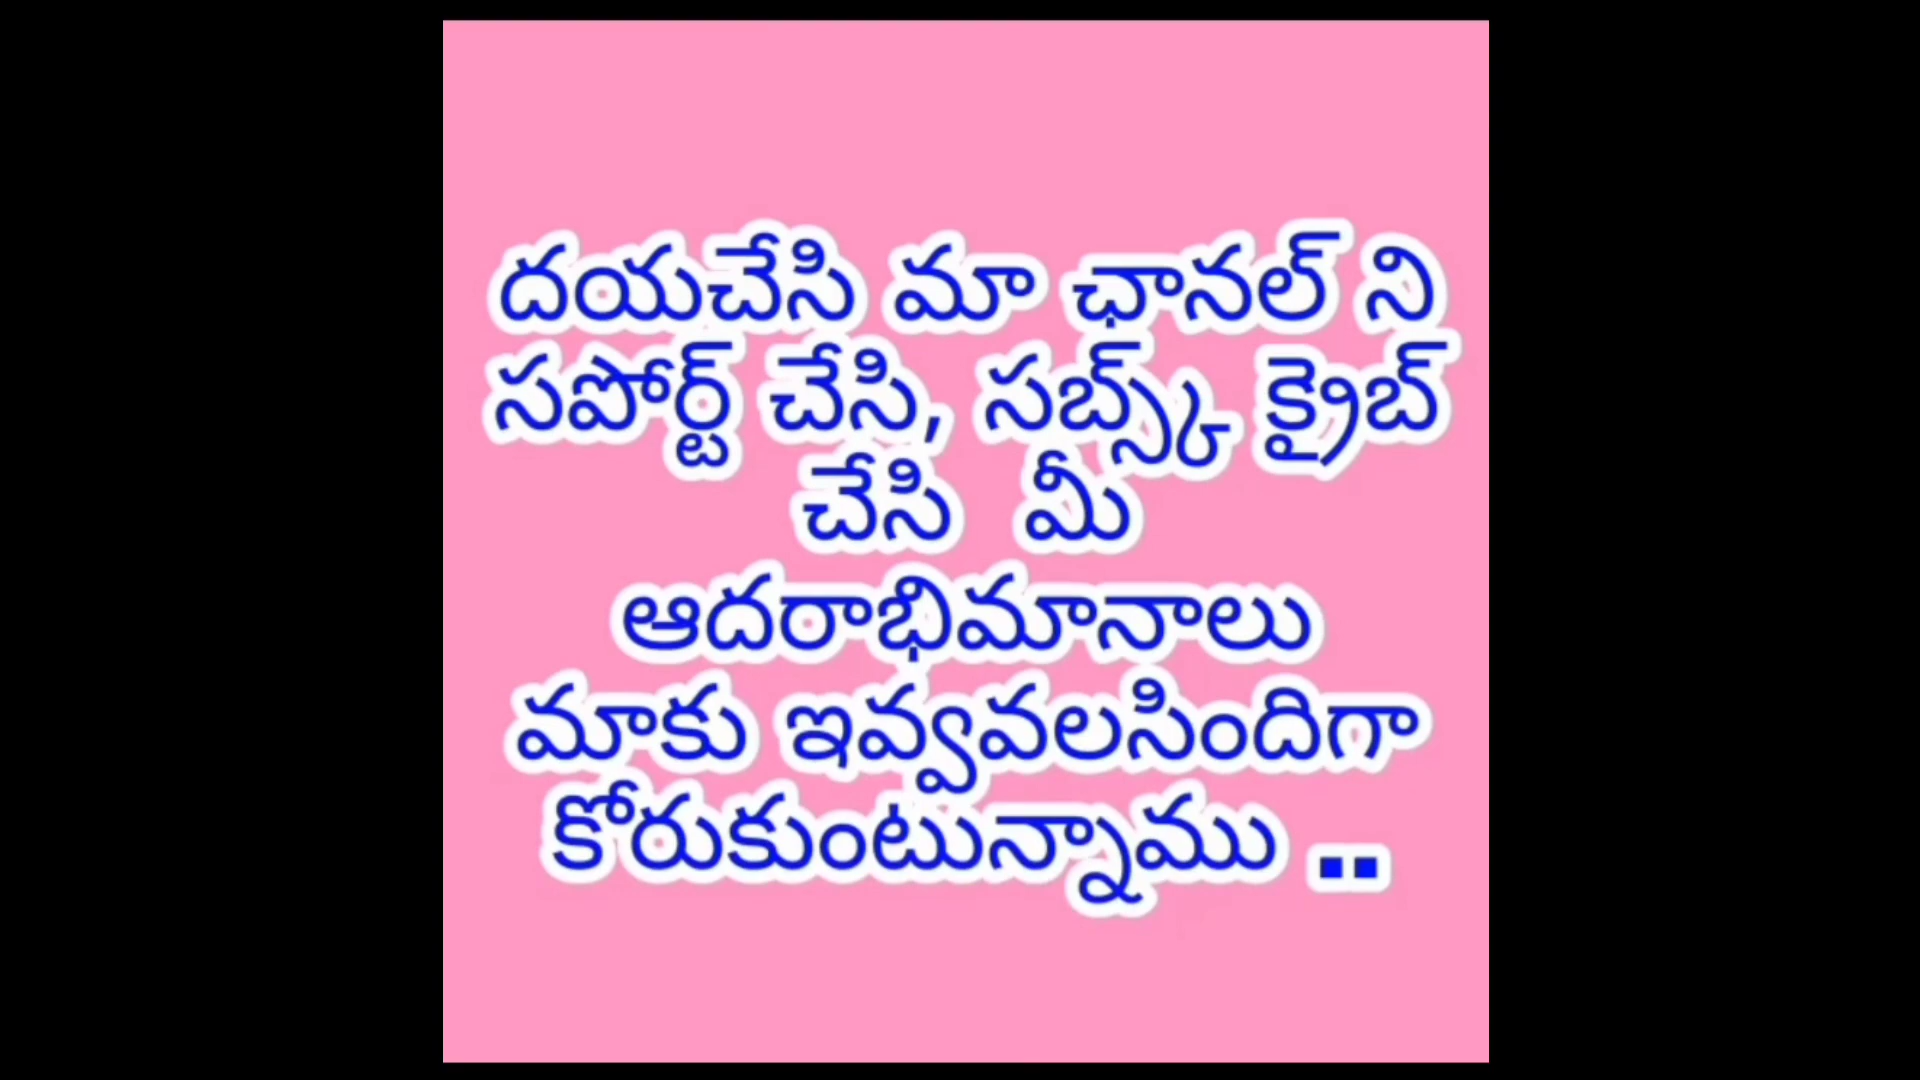 దయచేసి మా ఛానల్ ని
సపోర్ట్ చేసి, సబ్స్క్ క్రైబ్
చేసి మీ
ఆదరాభిమానాలు
మాకు ఇవ్వవలసిందిగా
కోరుకుంటున్నాము ..